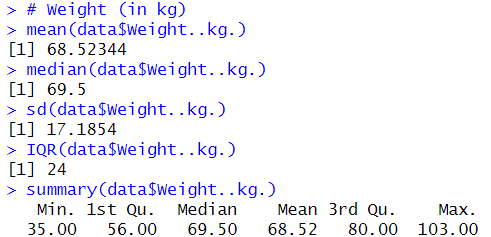 > # Weight (in kg)
> mean(data$Weight..kg.)
[1] 68.52344
> median(data$Weight..kg.)
[1] 69.5
> sd(data$Weight..kg.)
[1] 17.1854
> IQR(data$Weight..kg.)
[1] 24
> summary(data$Weight..kg.)
   Min. 1st Qu.  Median    Mean 3rd Qu.    Max.
  35.00   56.00   69.50   68.52   80.00  103.00